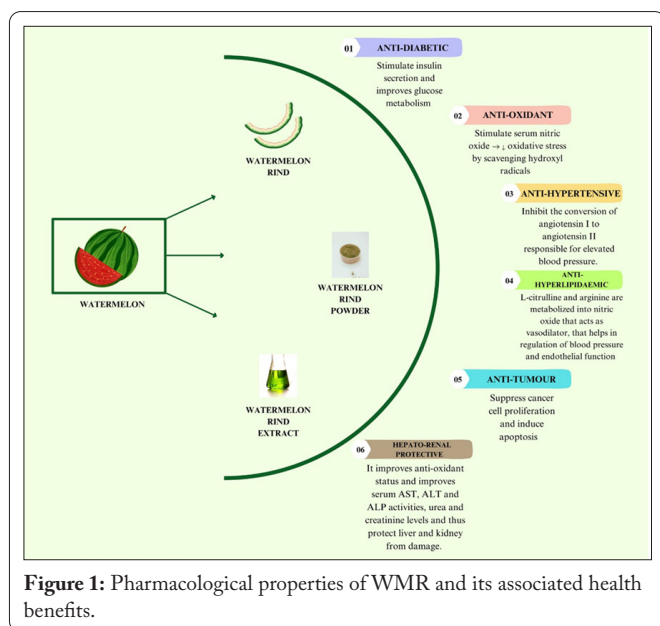 01 ANTI-DIABETIC
Stimulate insulin
secretion and
improves glucose
metabolism
02 ANTI-OXIDANT
Stimulate serum nitric
oxide → ↓ oxidative stress
by scavenging hydroxyl
radicals
03 ANTI-HYPERTENSIVE
Inhibit the conversion of
angiotensin I to
angiotensin II
responsible for elevated
blood pressure.
04 ANTI-
HYPERLIPIDAEMIC
L-citrulline and arginine are
metabolized into nitric
oxide that acts as
vasodilator, that helps in
regulation of blood pressure
and endothelial function
05 ANTI-TUMOUR
Suppress cancer
cell proliferation
and induce
apoptosis
06 HEPATO-RENAL
PROTECTIVE
It improves anti-oxidant
status and improves
serum AST, ALT and
ALP activities, urea and
creatinine levels and thus
protect liver and kidney
from damage.
WATERMELON
RIND
WATERMELON
RIND
POWDER
WATERMELON
RIND
EXTRACT
WATERMELON
Figure 1: Pharmacological properties of WMR and its associated health
benefits.